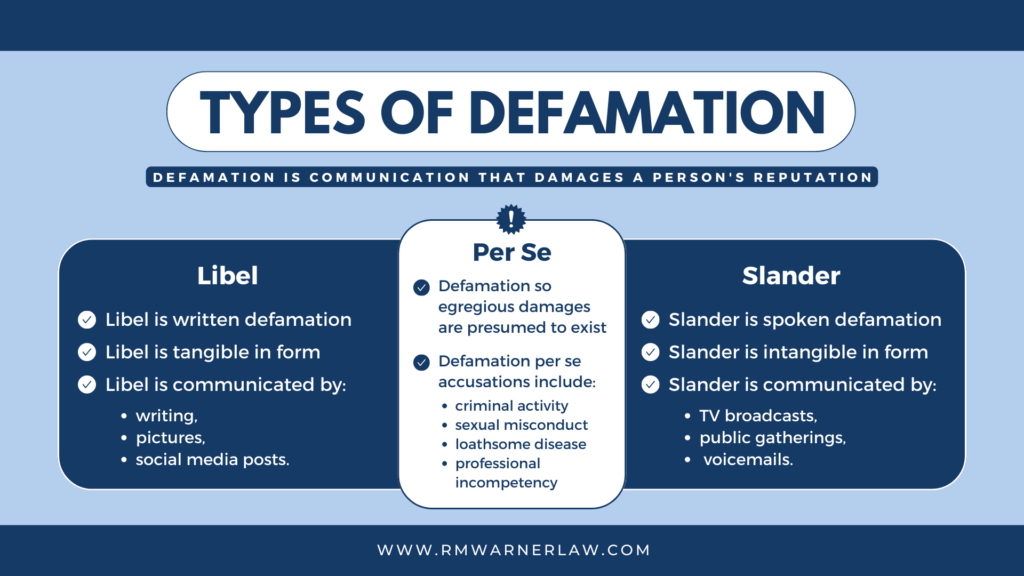 TYPES OF DEFAMATION
DEFAMATION IS COMMUNICATION THAT DAMAGES A PERSON'S REPUTATION
Libel
Libel is written defamation
Libel is tangible in form
Libel is communicated by:
writing,
pictures,
social media posts.
!
Per Se
Defamation so
egregious damages
are presumed to exist
Defamation per se
accusations include:
criminal activity
sexual misconduct
loathsome disease
professional
incompetency
Slander
Slander is spoken defamation
Slander is intangible in form
Slander is communicated by:
TV broadcasts,
public gatherings,
voicemails.
WWW.RMWARNERLAW.COM